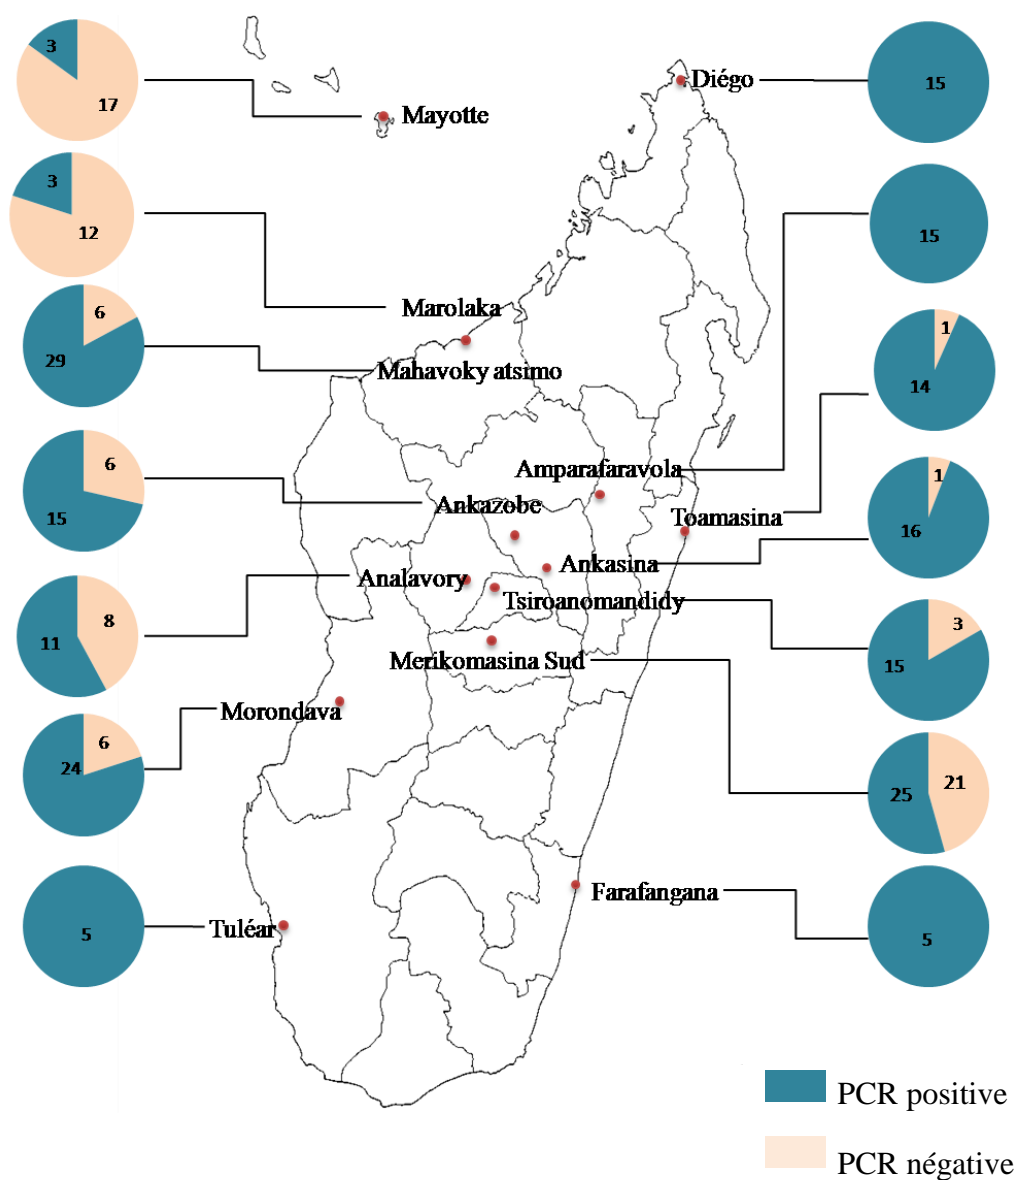 3
17
Mayotte
Diégo
15
3
12
Marolaka
15
6
29
Mahavoky atsimo
1
14
Amparafaravola
6
15
Ankazobe
Toamasina
1
16
Ankasina
Analavory
8
11
Tsiroanomandidy
3
15
Merikomasina Sud
Morondava
6
24
25
21
Farafangana
5
Tuléar
5
PCR positive
PCR négative